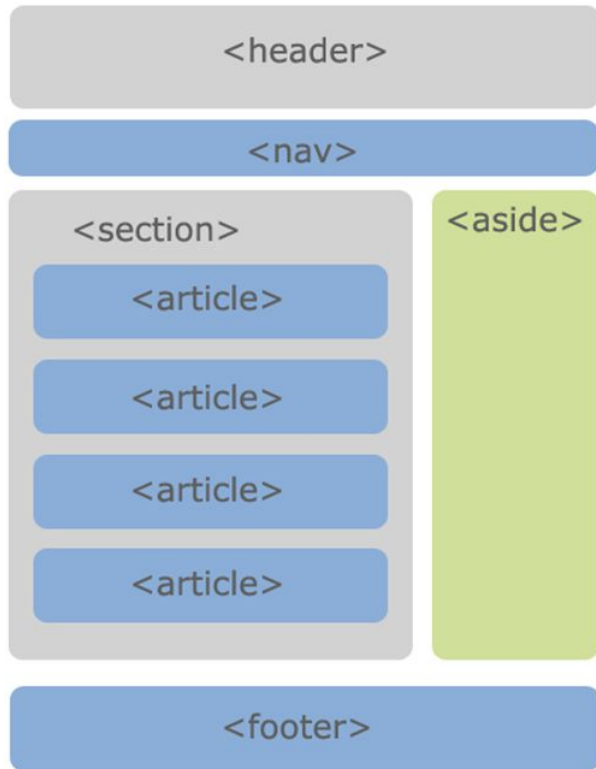 <header>
<nav>
<section>
<aside>
<article>
<article>
<article>
<article>
<footer>